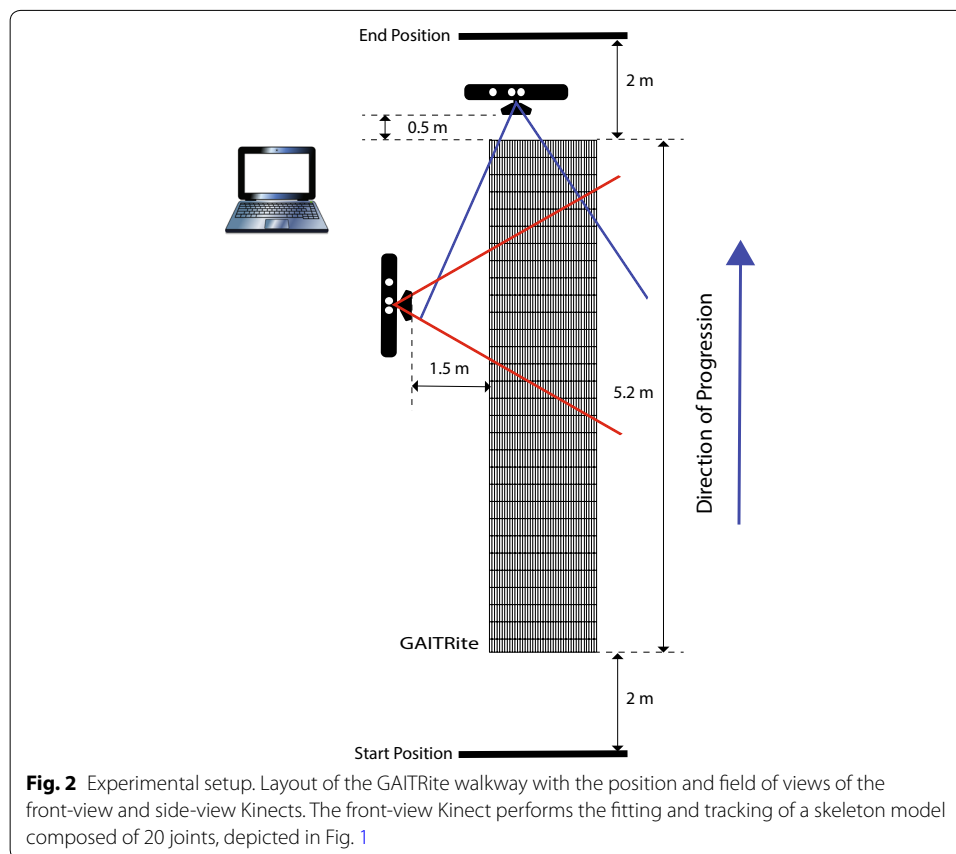 End Position
2 m
0.5 m
1.5 m
5.2 m
Direction of Progression
GAITRite
2 m
Start Position
Fig. 2 Experimental setup. Layout of the GAITRite walkway with the position and field of views of the
front-view and side-view Kinects. The front-view Kinect performs the fitting and tracking of a skeleton model
composed of 20 joints, depicted in Fig. 1